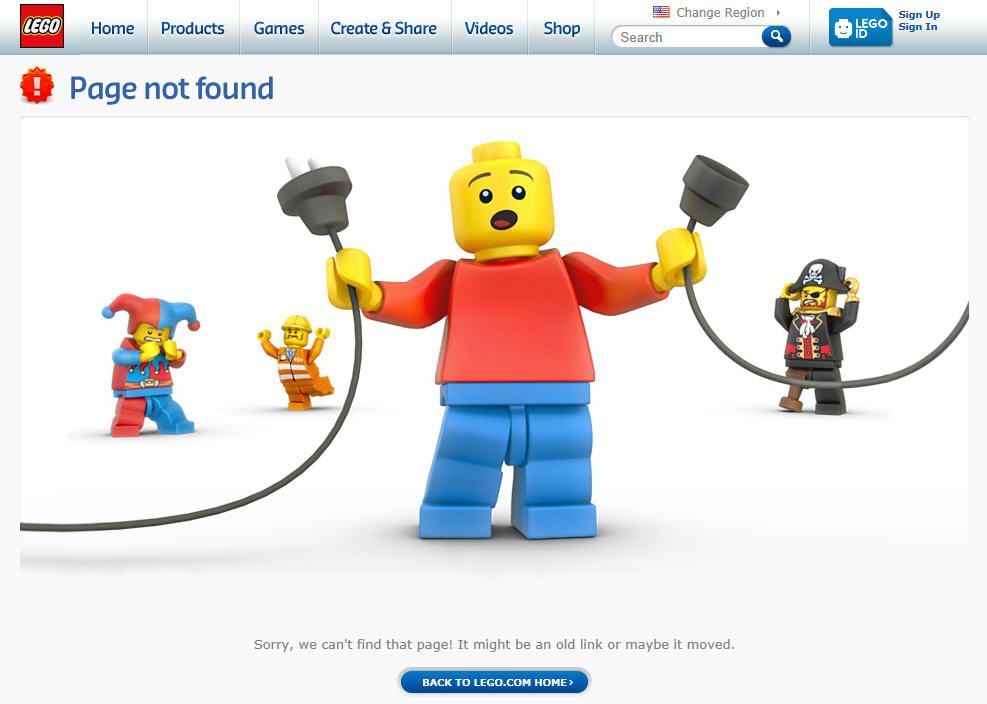 LEGO
Home
Products
Games
Create & Share
Videos
Shop
Change Region
Search
LEGO
ID
Sign Up
Sign In
!
Page not found
Sorry, we can't find that page! It might be an old link or maybe it moved.
BACK TO LEGO.COM HOME ›